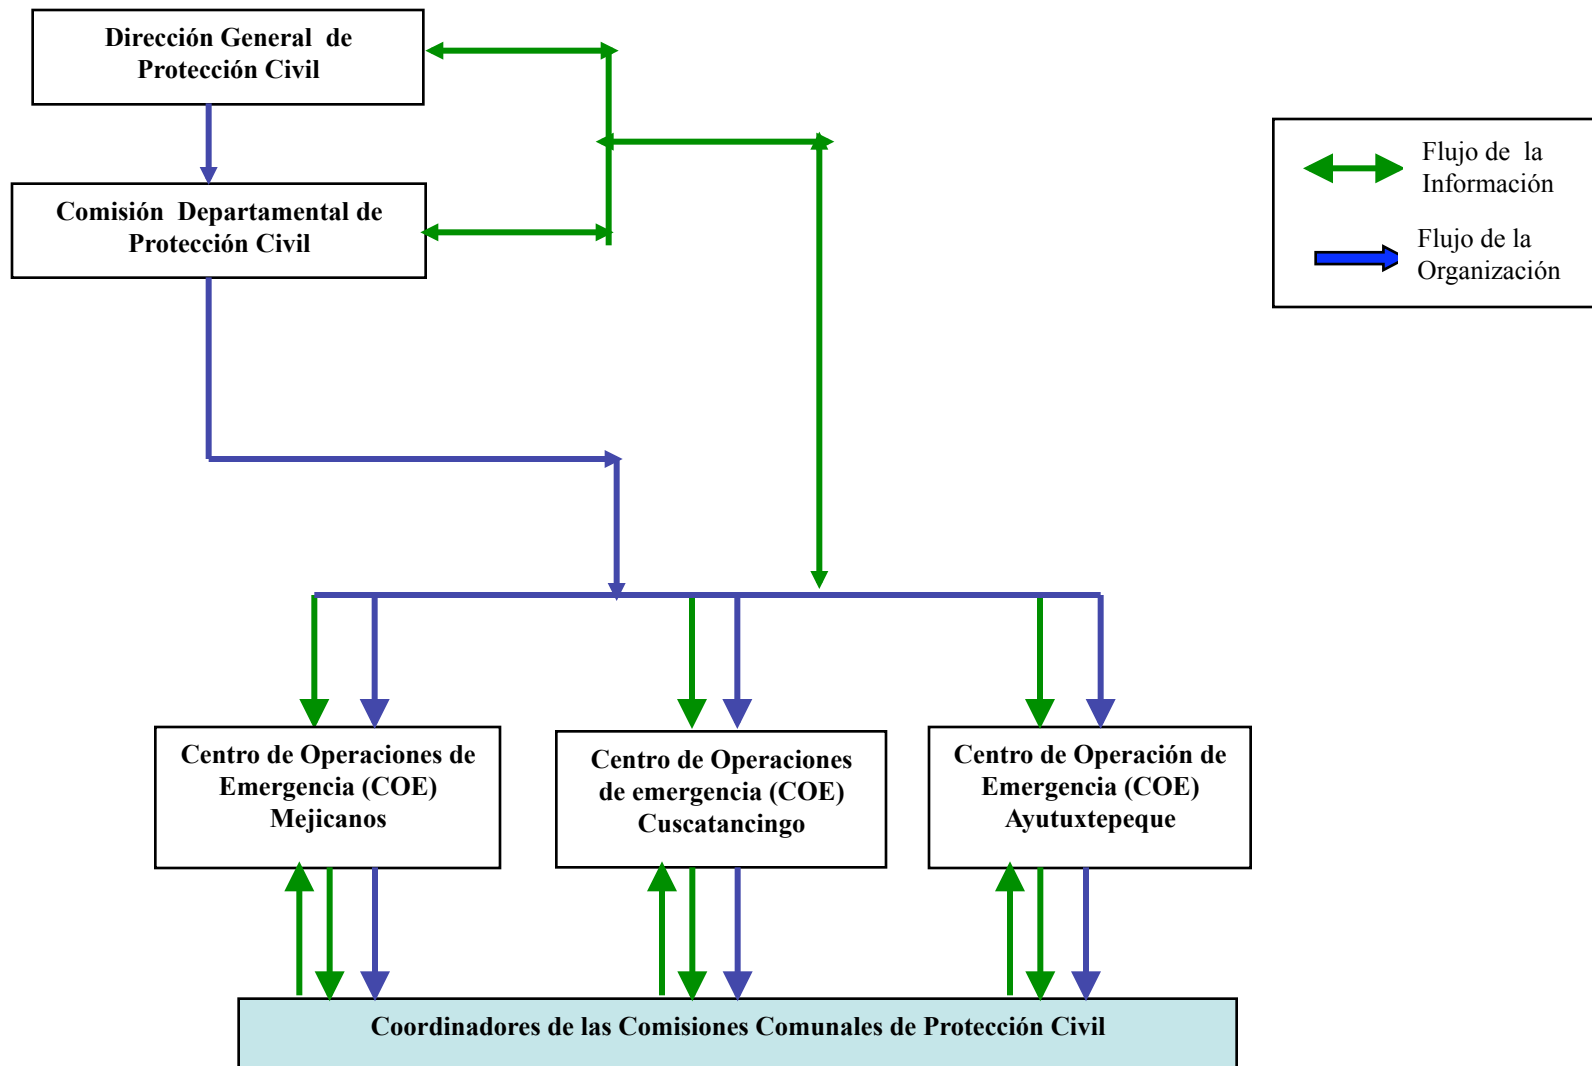 Dirección General de
Protección Civil
Comisión Departamental de
Protección Civil
Flujo de la
Información
Flujo de la
Organización
Centro de Operaciones de
Emergencia (COE)
Mejicanos
Centro de Operaciones
de emergencia (COE)
Cuscatancingo
Centro de Operación de
Emergencia (COE)
Ayutuxtepeque
Coordinadores de las Comisiones Comunales de Protección Civil